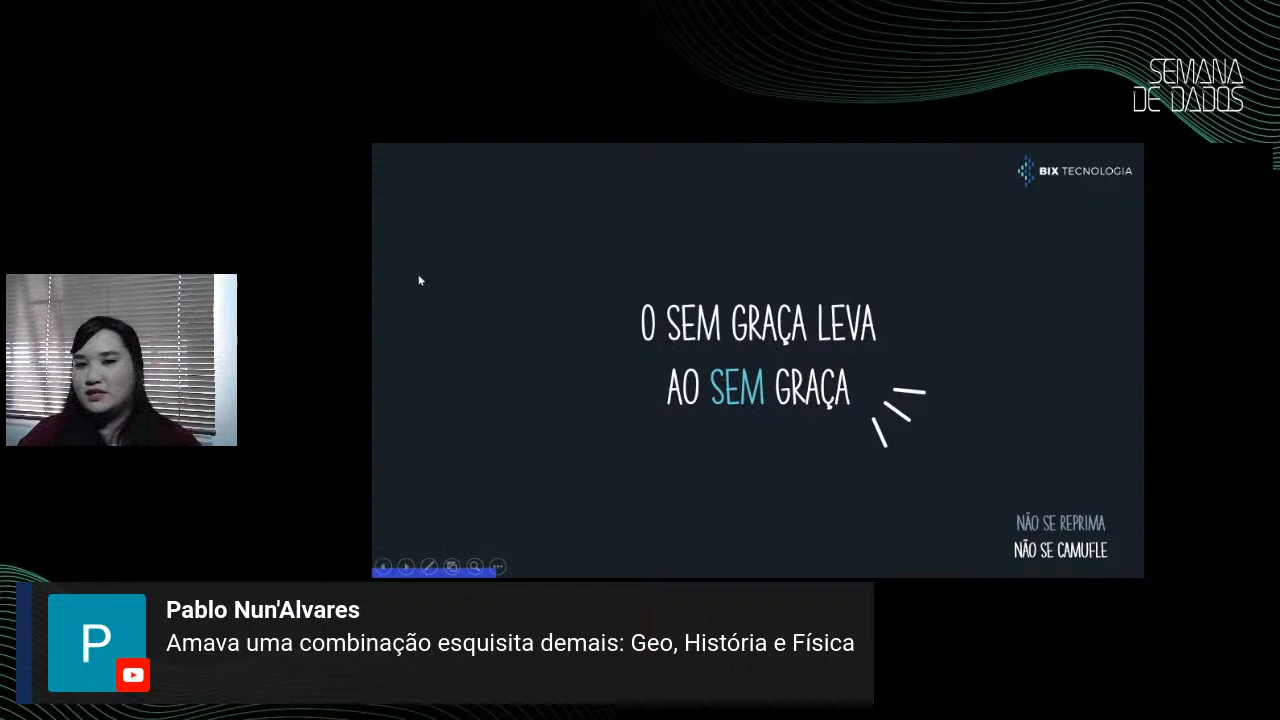 SEMANA
DE DADOS
BIX TECNOLOGIA
O SEM GRAÇA LEVA
AO SEM GRAÇA
NÃO SE REPRIMA
NÃO SE CAMUFLE
P
Pablo Nun'Alvares
Amava uma combinação esquisita demais: Geo, História e Física